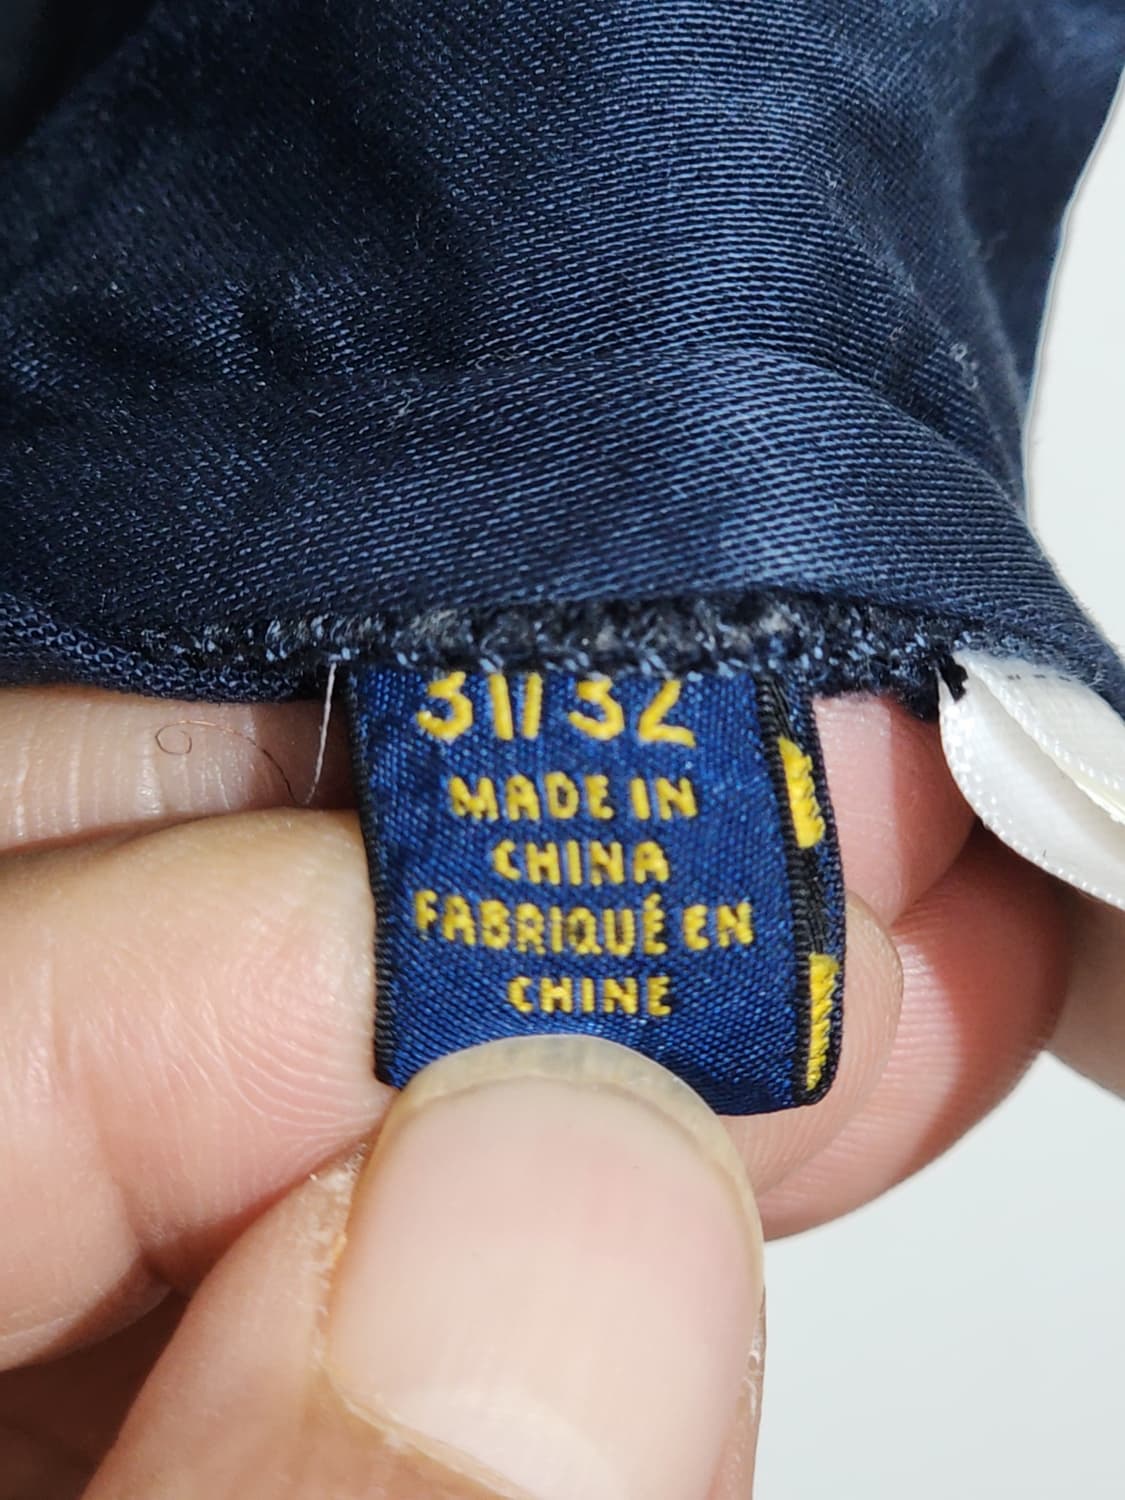 31/32
MADE IN
CHINA
FABRIQUÉ EN
CHINE